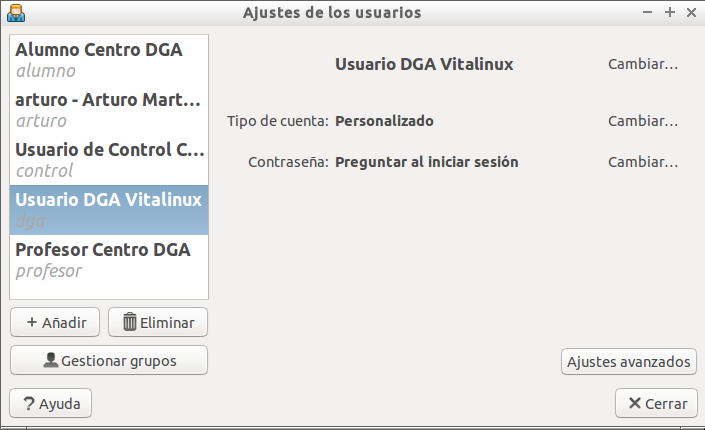 Ajustes de los usuarios
Alumno Centro DGA
alumno
arturo - Arturo Mart...
arturo
Usuario de Control C...
control
Usuario DGA Vitalinux
dga
Profesor Centro DGA
profesor
+ Añadir
Eliminar
Gestionar grupos
? Ayuda
Usuario DGA Vitalinux
Cambiar...
Tipo de cuenta: Personalizado
Cambiar...
Contraseña: Preguntar al iniciar sesión
Cambiar...
Ajustes avanzados
Cerrar